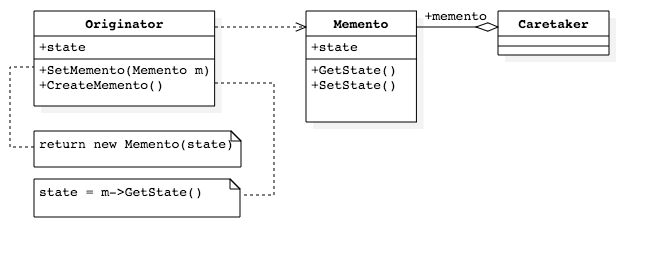 Originator
+state
+SetMemento(Memento m)
+CreateMemento()
return new Memento(state)
state = m->GetState()
Memento
+state
+GetState()
+SetState()
+memento
Caretaker